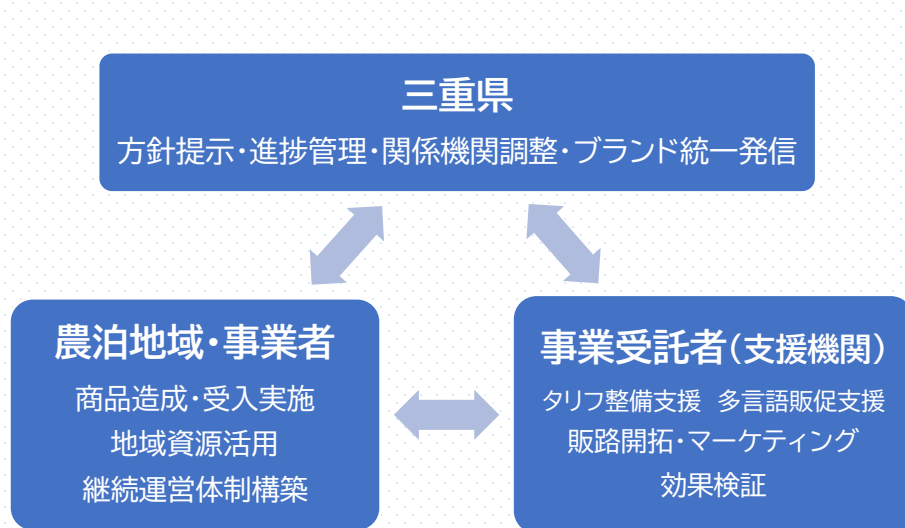 三重県
方針提示・進捗管理・関係機関調整・ブランド統一発信
農泊地域・事業者
商品造成・受入実施
地域資源活用
継続運営体制構築
事業受託者（支援機関）
タリフ整備支援　多言語販促支援
販路開拓・マーケティング
効果検証